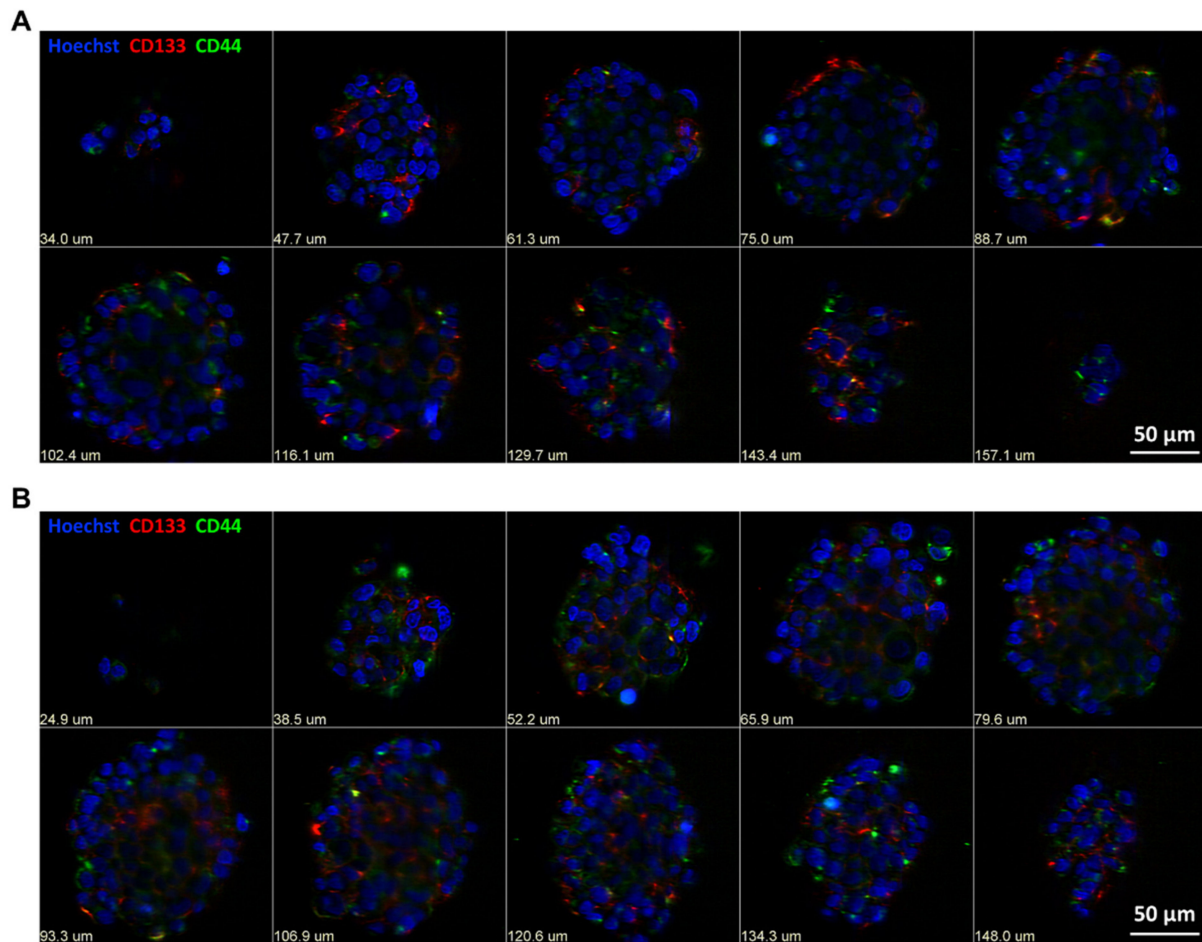 A
Hoechst CD133 CD44
34.0 um
47.7 um
61.3 um
75.0 um
88.7 um
102.4 um
116.1 um
129.7 um
143.4 um
157.1 um
50 µm
B
Hoechst CD133 CD44
24.9 um
38.5 um
52.2 um
65.9 um
79.6 um
93.3 um
106.9 um
120.6 um
134.3 um
148.0 um
50 µm